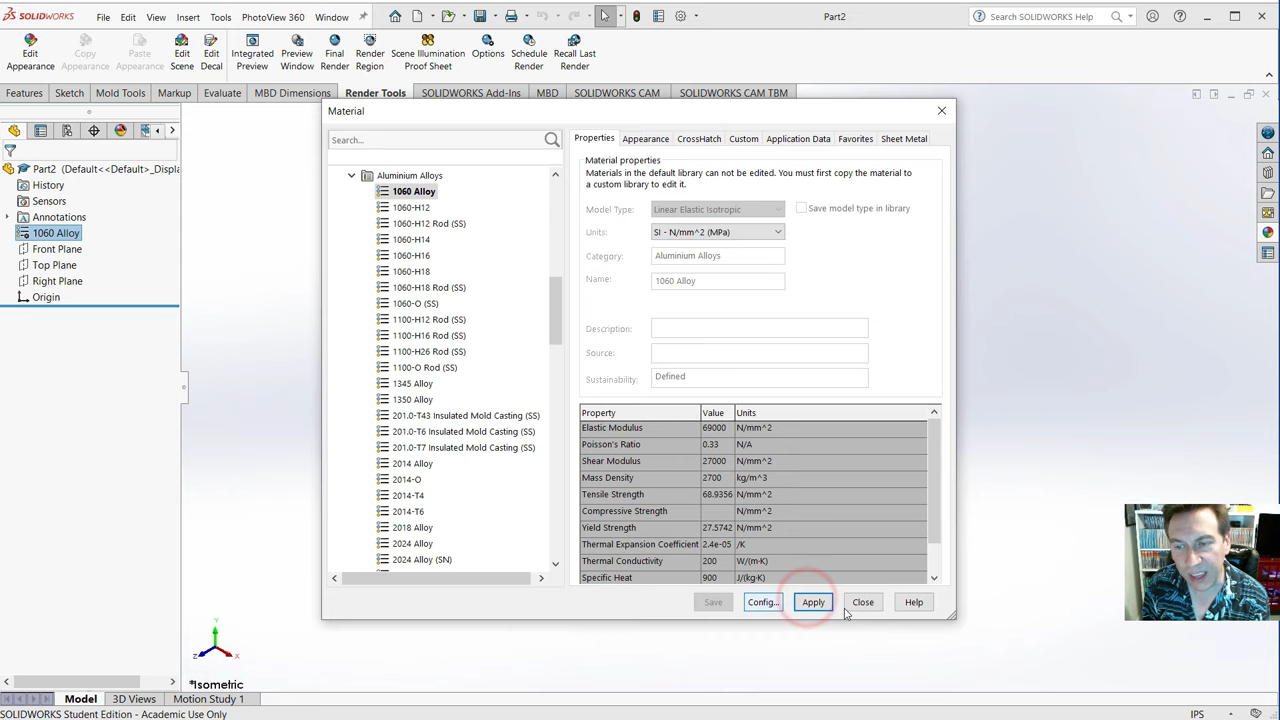 SOLIDWORKS File Edit View Insert Tools PhotoView 360 Window Part2 Search SOLIDWORKS Help
Edit Appearance
Copy Appearance
Paste Appearance
Edit Scene
Edit Decal
Integrated Preview
Preview Window
Final Render
Render Region
Scene Illumination Proof Sheet
Options
Schedule Render
Recall Last Render
Features Sketch Mold Tools Markup Evaluate MBD Dimensions Render Tools SOLIDWORKS Add-Ins MBD SOLIDWORKS CAM SOLIDWORKS CAM TBM
Part2 (Default<<Default>_Displa
History
Sensors
Annotations
1060 Alloy
Front Plane
Top Plane
Right Plane
Origin
Material
Search...
Aluminium Alloys
1060 Alloy
1060-H12
1060-H12 Rod (SS)
1060-H14
1060-H16
1060-H18
1060-H18 Rod (SS)
1060-O (SS)
1100-H12 Rod (SS)
1100-H16 Rod (SS)
1100-H26 Rod (SS)
1100-O Rod (SS)
1345 Alloy
1350 Alloy
201.0-T43 Insulated Mold Casting (SS)
201.0-T6 Insulated Mold Casting (SS)
201.0-T7 Insulated Mold Casting (SS)
2014 Alloy
2014-O
2014-T4
2014-T6
2018 Alloy
2024 Alloy
2024 Alloy (SN)
Properties Appearance CrossHatch Custom Application Data Favorites Sheet Metal
Material properties
Materials in the default library can not be edited. You must first copy the material to
a custom library to edit it.
Model Type: Linear Elastic Isotropic Save model type in library
Units: SI - N/mm^2 (MPa)
Category: Aluminium Alloys
Name: 1060 Alloy
Description:
Source:
Sustainability: Defined
Property Value Units
Elastic Modulus 69000 N/mm^2
Poisson's Ratio 0.33 N/A
Shear Modulus 27000 N/mm^2
Mass Density 2700 kg/m^3
Tensile Strength 68.9356 N/mm^2
Compressive Strength N/mm^2
Yield Strength 27.5742 N/mm^2
Thermal Expansion Coefficient 2.4e-05 /K
Thermal Conductivity 200 W/(m·K)
Specific Heat 900 J/(kg·K)
Save Config... Apply Close Help
Y
Z X
*Isometric
Model 3D Views Motion Study 1
SOLIDWORKS Student Edition - Academic Use Only IPS